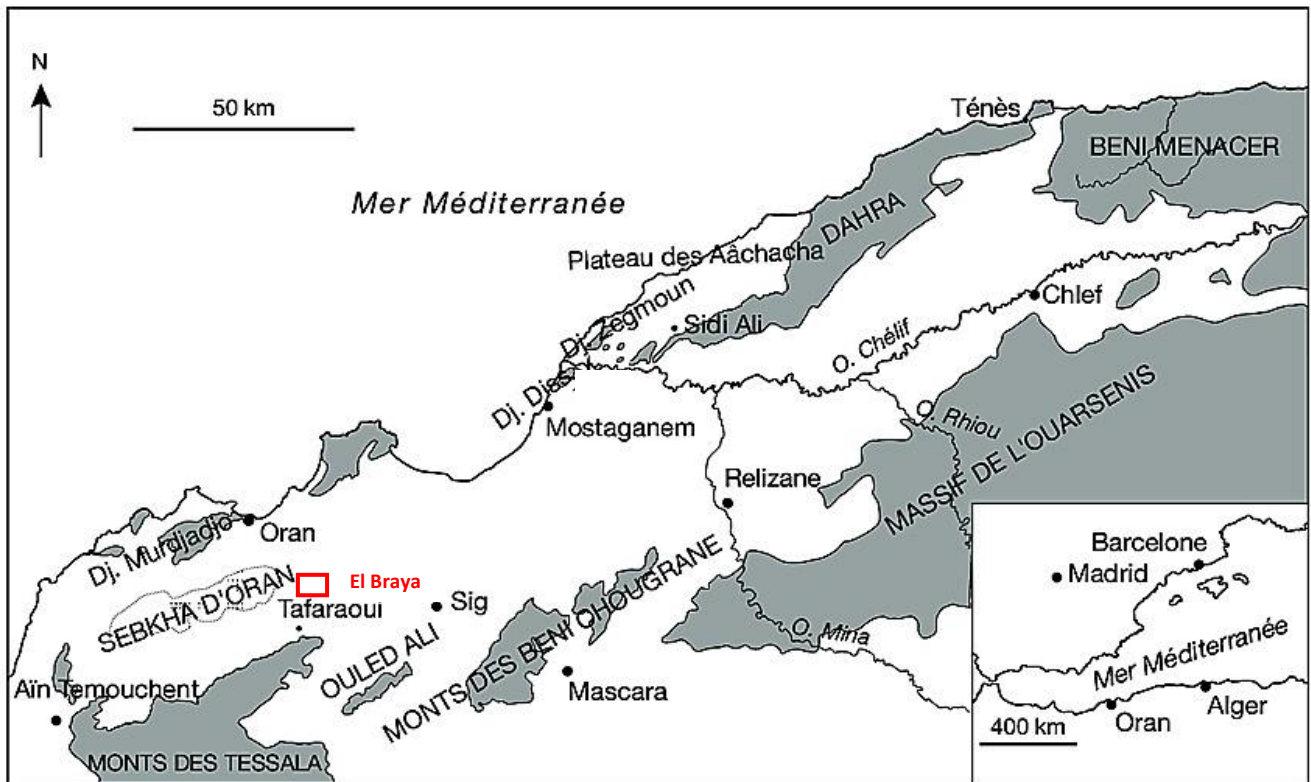 N
50 km
Mer Méditerranée
Ténès
BENI MENACER
DAHRA
Plateau des Aâchacha
Dj. Zegmoun
Sidi Ali
Chlef
O. Chélif
Dj.
Mostaganem
O. Rhiou
MASSIF DE L'OUARSENIS
Relizane
Oran
Dj. Murdjadjo
SEBKHA D'ORAN
El Braya
Tafaraoui
Sig
OULED ALI
MONTS DES BENI CHOUGRANE
O. Mina
Mascara
Aïn Temouchent
MONTS DES TESSALA
Barcelone
Madrid
Mer Méditerranée
Alger
Oran
400 km